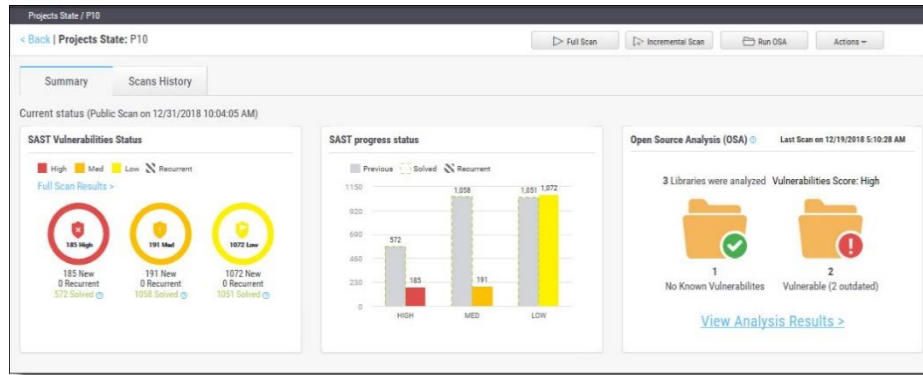 Projects State / P10
< Back | Projects State: P10
Full Scan
Incremental Scan
Run OSA
Actions
Summary
Scans History
Current status (Public Scan on 12/31/2018 10:04:05 AM)
SAST Vulnerabilities Status
High Med Low Recurrent
Full Scan Results >
185 High
191 Med
1072 Low
185 New
0 Recurrent
572 Solved
191 New
0 Recurrent
1058 Solved
1072 New
0 Recurrent
1051 Solved
SAST progress status
Previous Solved Recurrent
1150
920
690
460
230
0
572
185
1,058
191
1,051 1,072
HIGH
MED
LOW
Open Source Analysis (OSA)
Last Scan on 12/19/2018 5:10:28 AM
3 Libraries were analyzed Vulnerabilities Score: High
1
No Known Vulnerabilites
2
Vulnerable (2 outdated)
View Analysis Results >